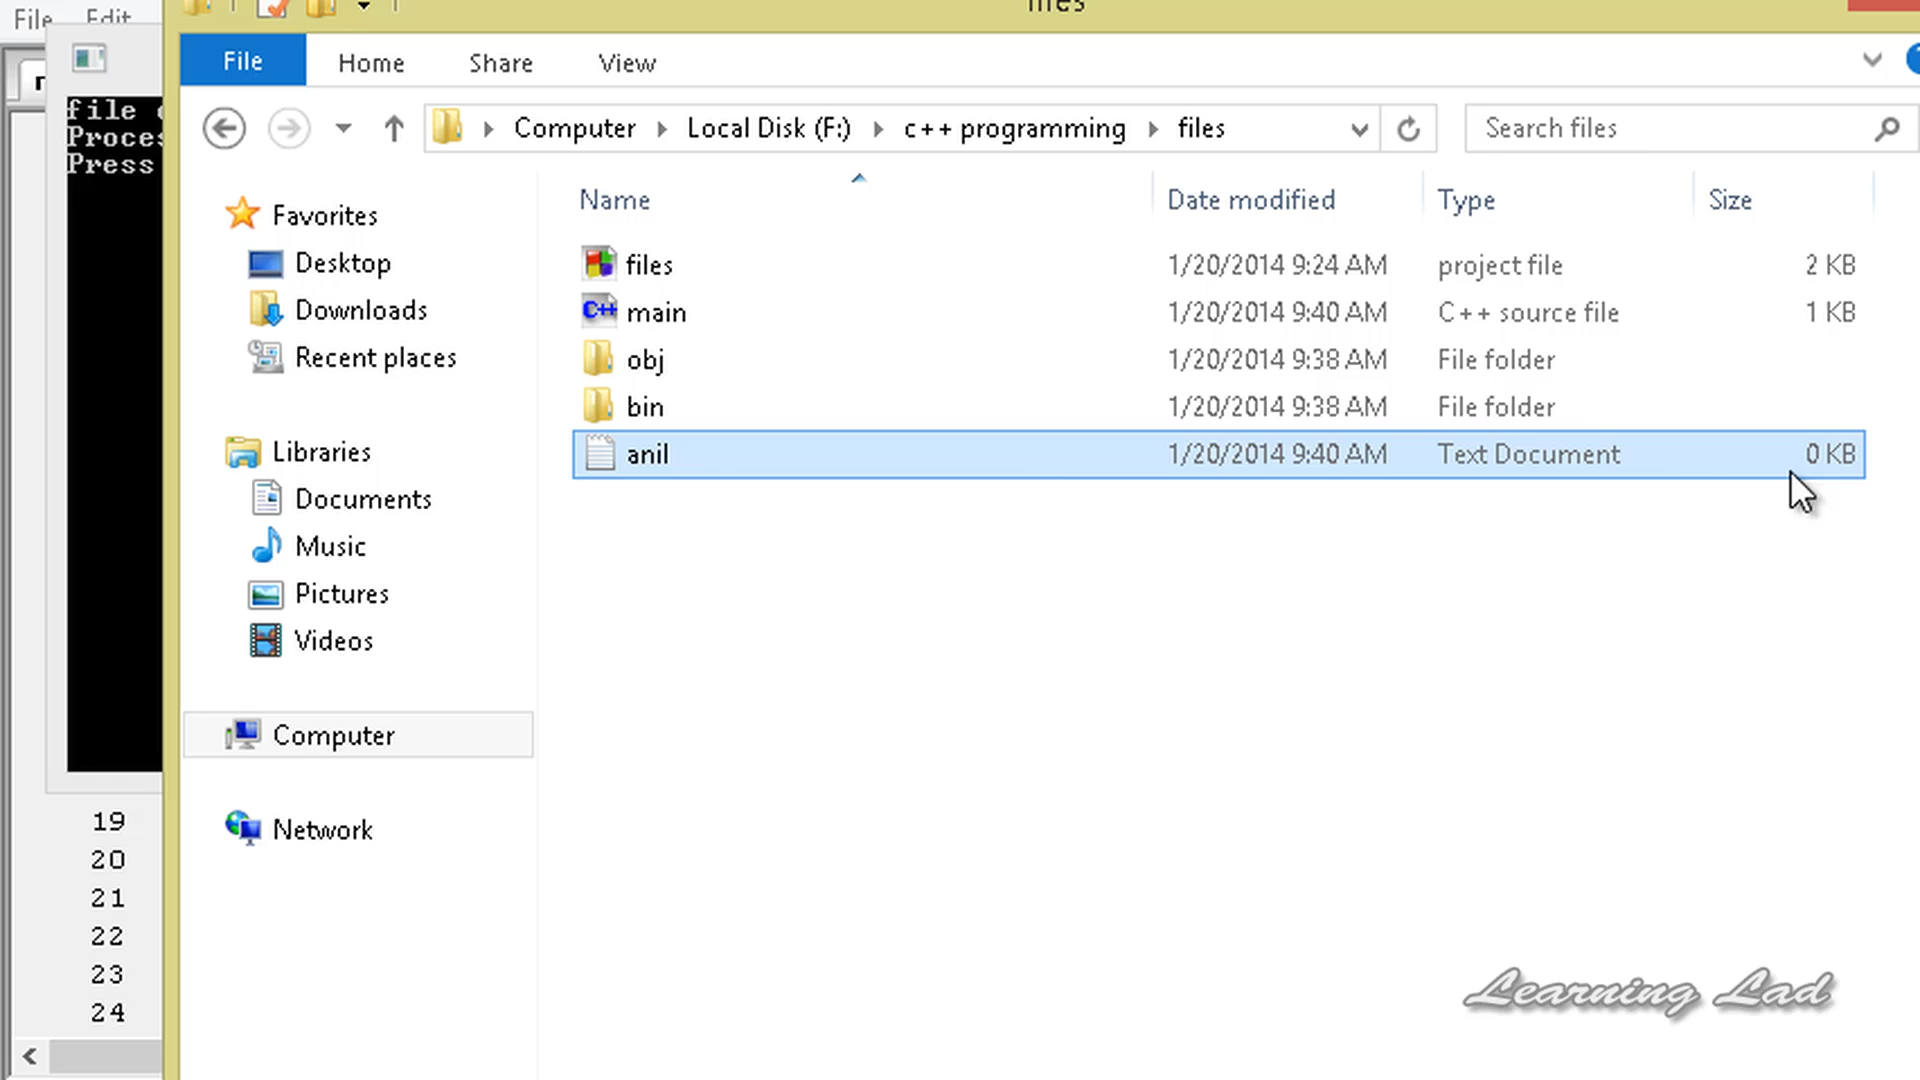 File Edit
files
File Home Share View
Computer Local Disk (F:) c++ programming files
Search files
file
Press
Name Date modified Type Size
files 1/20/2014 9:24 AM project file 2 KB
main 1/20/2014 9:40 AM C++ source file 1 KB
obj 1/20/2014 9:38 AM File folder
bin 1/20/2014 9:38 AM File folder
anil 1/20/2014 9:40 AM Text Document 0 KB
Favorites
Desktop
Downloads
Recent places
Libraries
Documents
Music
Pictures
Videos
Computer
Network
19
20
21
22
23
24
Learning Lad